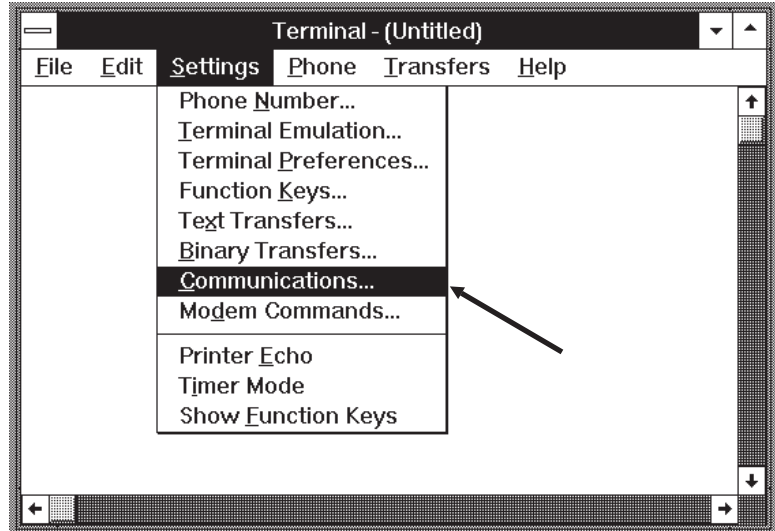 Terminal - (Untitled)
File Edit Settings Phone Transfers Help
Phone Number...
Terminal Emulation...
Terminal Preferences...
Function Keys...
Text Transfers...
Binary Transfers...
Communications...
Modem Commands...
Printer Echo
Timer Mode
Show Function Keys